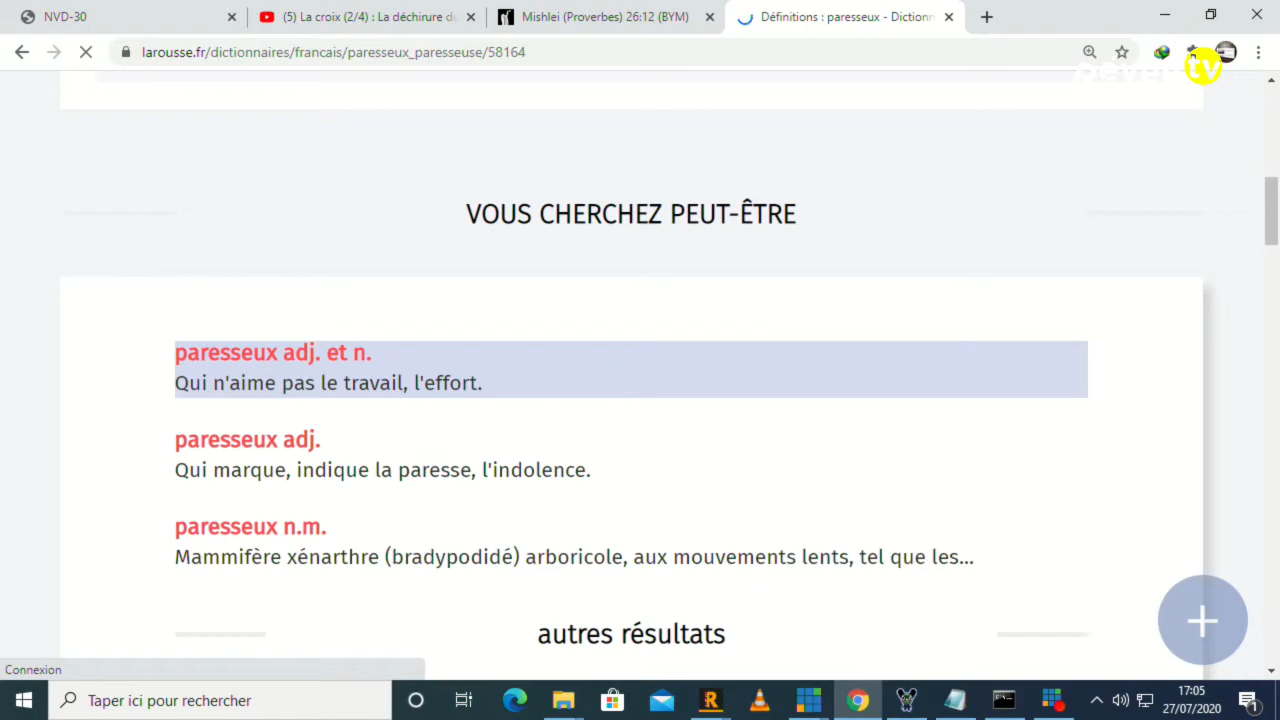 NVD-30
(5) La croix (2/4) : La déchirure du
Mishlei (Proverbes) 26:12 (BYM)
Définitions : paresseux - Dictionn
larousse.fr/dictionnaires/francais/paresseux_paresseuse/58164
tv
VOUS CHERCHEZ PEUT-ÊTRE
paresseux adj. et n.
Qui n'aime pas le travail, l'effort.
paresseux adj.
Qui marque, indique la paresse, l'indolence.
paresseux n.m.
Mammifère xénarthre (bradypodidé) arboricole, aux mouvements lents, tel que les...
autres résultats
Connexion
Taper ici pour rechercher
17:05
27/07/2020
1